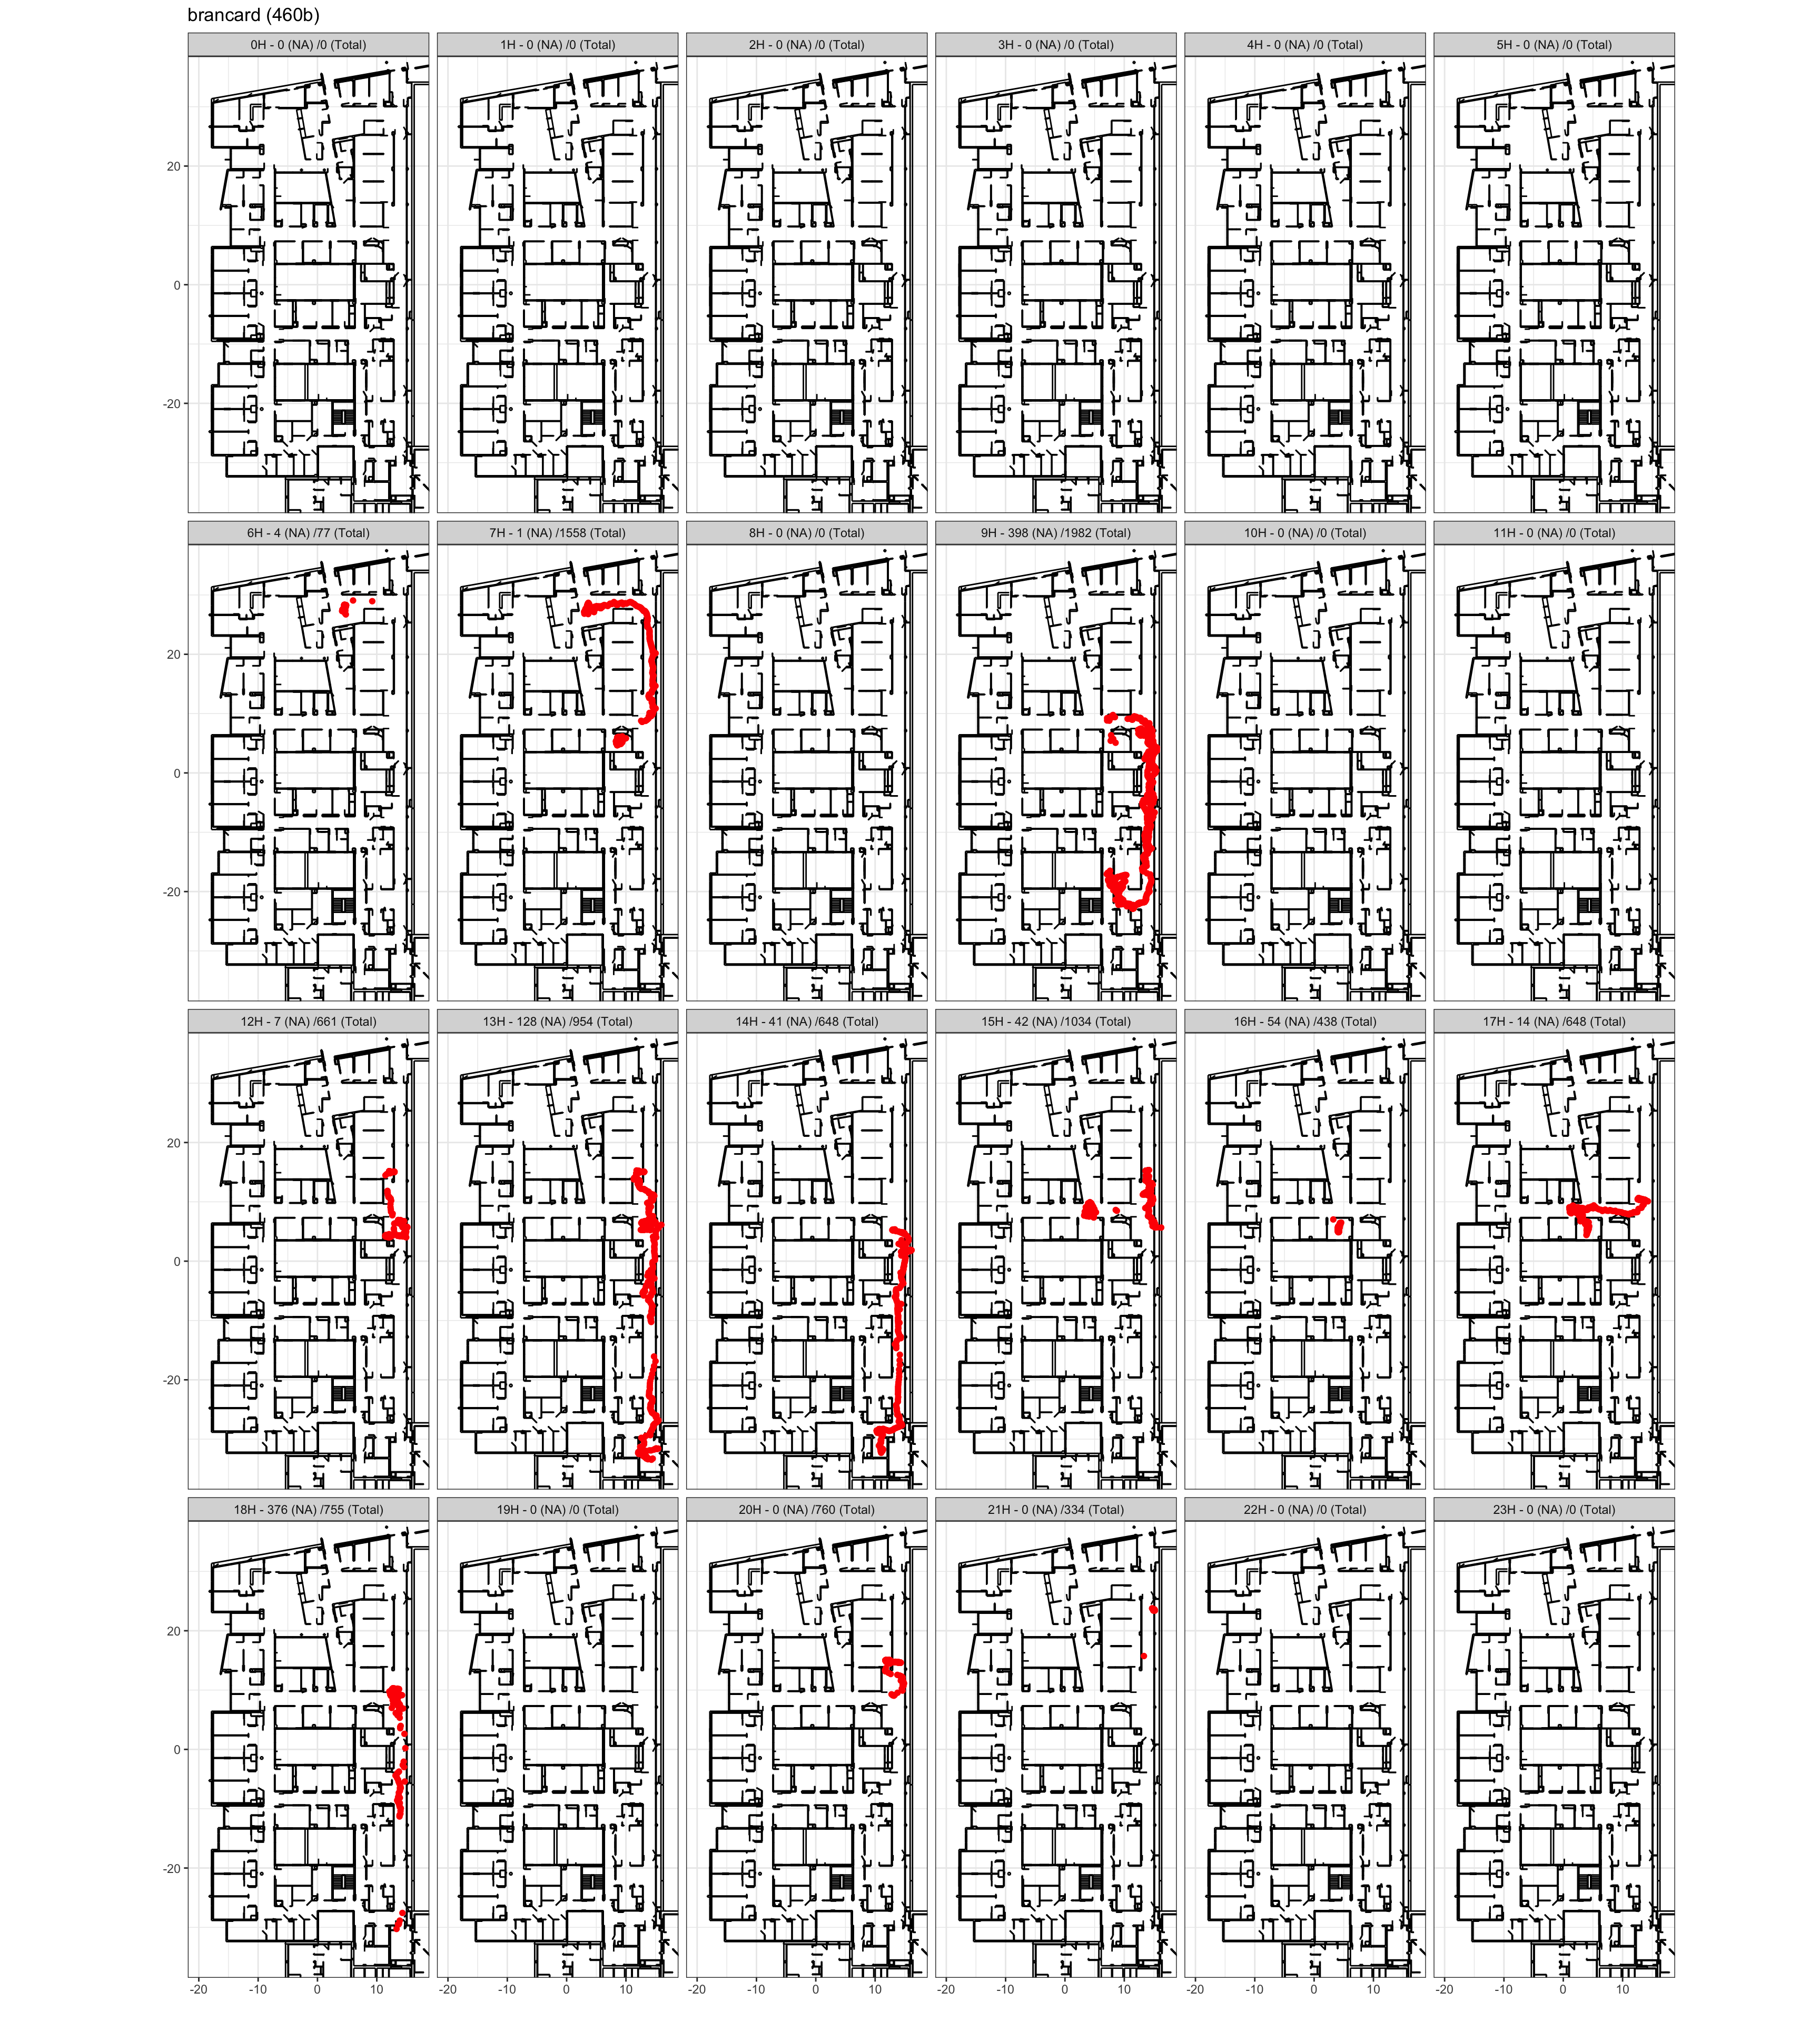 brancard (460b)
0H - 0 (NA) /0 (Total) 1H - 0 (NA) /0 (Total) 2H - 0 (NA) /0 (Total) 3H - 0 (NA) /0 (Total) 4H - 0 (NA) /0 (Total) 5H - 0 (NA) /0 (Total)
20
0
-20
6H - 4 (NA) /77 (Total) 7H - 1 (NA) /1558 (Total) 8H - 0 (NA) /0 (Total) 9H - 398 (NA) /1982 (Total) 10H - 0 (NA) /0 (Total) 11H - 0 (NA) /0 (Total)
20
0
-20
12H - 7 (NA) /661 (Total) 13H - 128 (NA) /954 (Total) 14H - 41 (NA) /648 (Total) 15H - 42 (NA) /1034 (Total) 16H - 54 (NA) /438 (Total) 17H - 14 (NA) /648 (Total)
20
0
-20
18H - 376 (NA) /755 (Total) 19H - 0 (NA) /0 (Total) 20H - 0 (NA) /760 (Total) 21H - 0 (NA) /334 (Total) 22H - 0 (NA) /0 (Total) 23H - 0 (NA) /0 (Total)
20
0
-20
-20 -10 0 10 -20 -10 0 10 -20 -10 0 10 -20 -10 0 10 -20 -10 0 10 -20 -10 0 10